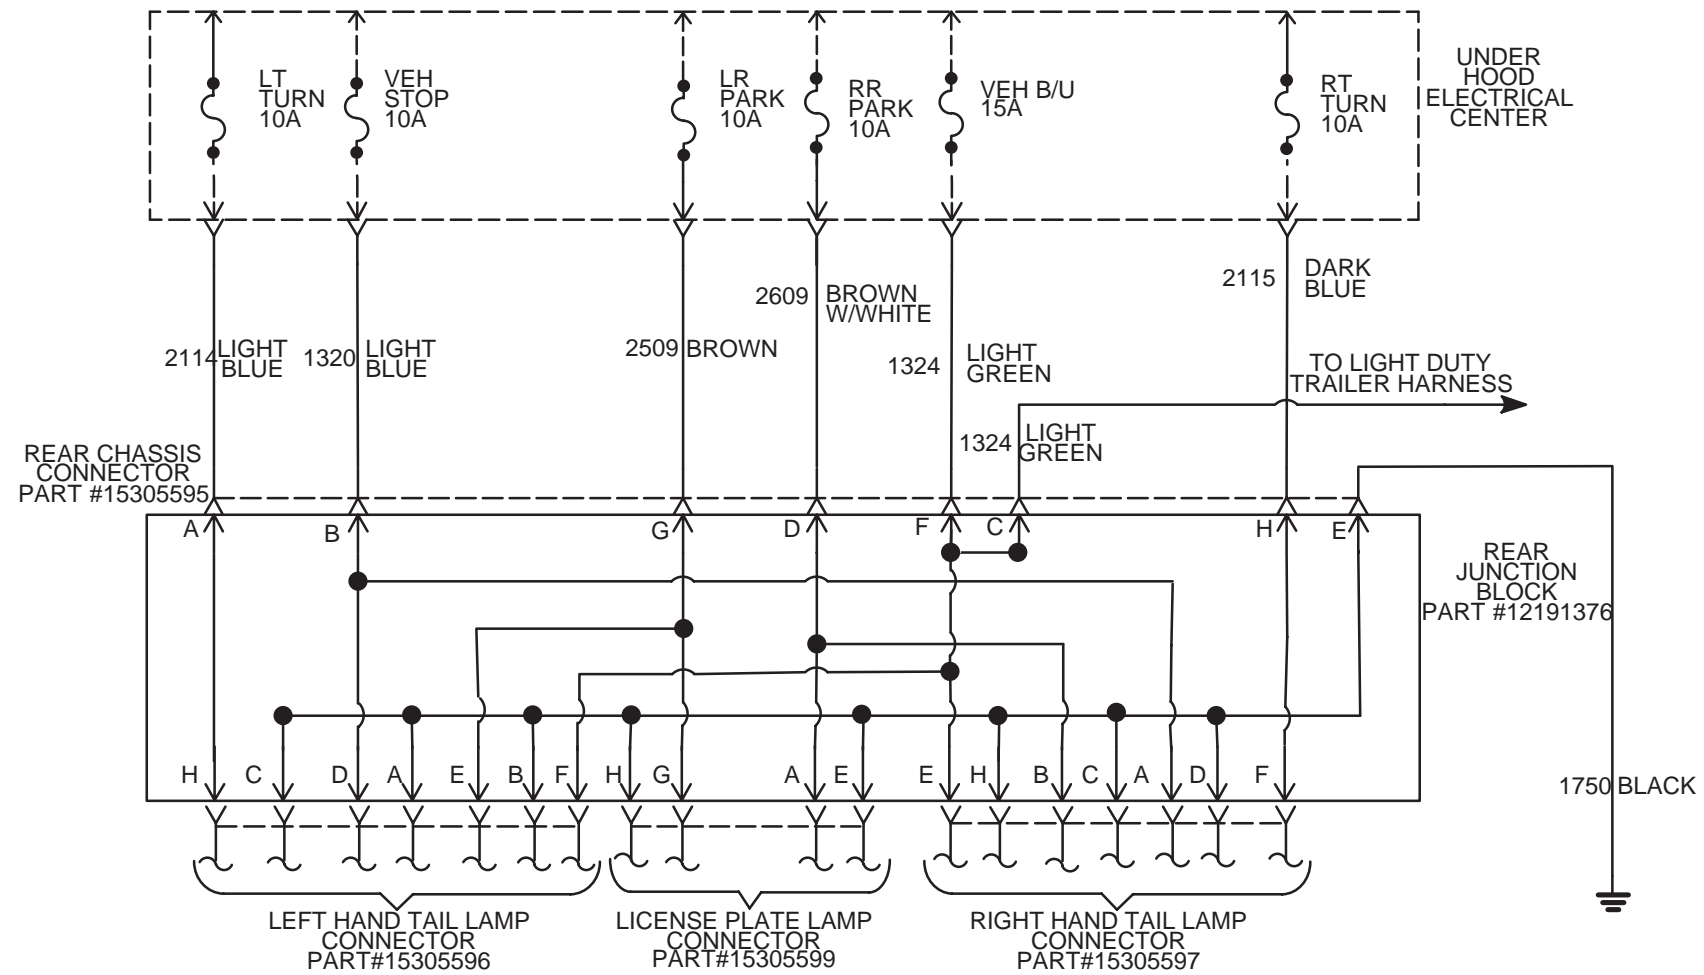 LT
TURN
10A
VEH
STOP
10A
LR
PARK
10A
RR
PARK
10A
VEH B/U
15A
RT
TURN
10A
UNDER
HOOD
ELECTRICAL
CENTER
2114
LIGHT
BLUE
1320
LIGHT
BLUE
2509
BROWN
2609
BROWN
W/WHITE
1324
LIGHT
GREEN
2115
DARK
BLUE
TO LIGHT DUTY
TRAILER HARNESS
1324
LIGHT
GREEN
REAR CHASSIS
CONNECTOR
PART #15305595
A
B
G
D
F
C
H
E
REAR
JUNCTION
BLOCK
PART #12191376
H
C
D
A
E
B
F
H
G
A
E
E
H
B
C
A
D
F
1750
BLACK
LEFT HAND TAIL LAMP
CONNECTOR
PART#15305596
LICENSE PLATE LAMP
CONNECTOR
PART#15305599
RIGHT HAND TAIL LAMP
CONNECTOR
PART#15305597